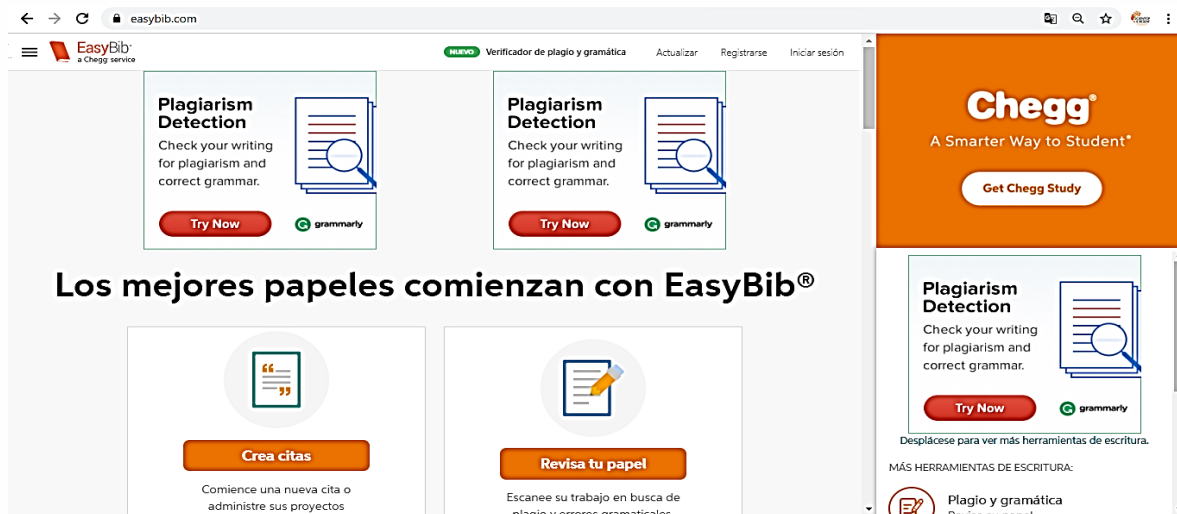 easybib.com
EasyBib®
a Chegg service
NUEVO Verificador de plagio y gramática Actualizar Registrarse Iniciar sesión
Plagiarism
Detection
Check your writing
for plagiarism and
correct grammar.
Try Now
grammarly
Plagiarism
Detection
Check your writing
for plagiarism and
correct grammar.
Try Now
grammarly
Los mejores papeles comienzan con EasyBib®
Crea citas
Comience una nueva cita o
administre sus proyectos
Revisa tu papel
Escanee su trabajo en busca de
plagio y errores gramaticales
Chegg®
A Smarter Way to Student®
Get Chegg Study
Plagiarism
Detection
Check your writing
for plagiarism and
correct grammar.
Try Now
grammarly
Desplácese para ver más herramientas de escritura.
MÁS HERRAMIENTAS DE ESCRITURA:
Plagio y gramática